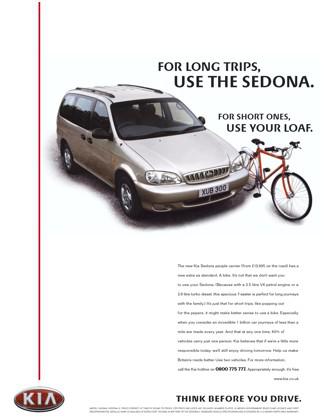 FOR LONG TRIPS,
USE THE SEDONA.
FOR SHORT ONES,
USE YOUR LOAF.
XUB 300
The new Kia Sedona people carrier (from £13,995 on the road) has a
new extra as standard. A bike. It's not that we don't want you
to use your Sedona. (Because with a 2.5 litre V6 petrol engine or a
2.9 litre turbo diesel, this spacious 7-seater is perfect for long journeys
with the family.) It's just that for short trips, like popping out
for the papers, it might make better sense to use a bike. Especially
when you consider an incredible 1 billion car journeys of less than a
mile are made every year. And that at any one time, 60% of
vehicles carry just one person. Kia believes that if we're a little more
responsible today we'll still enjoy driving tomorrow. Help us make
Britain's roads better. Use two vehicles. For more information,
call the Kia hotline on 0800 775 777. Appropriately enough, it's free.
www.kia.co.uk
KIA
THINK BEFORE YOU DRIVE.